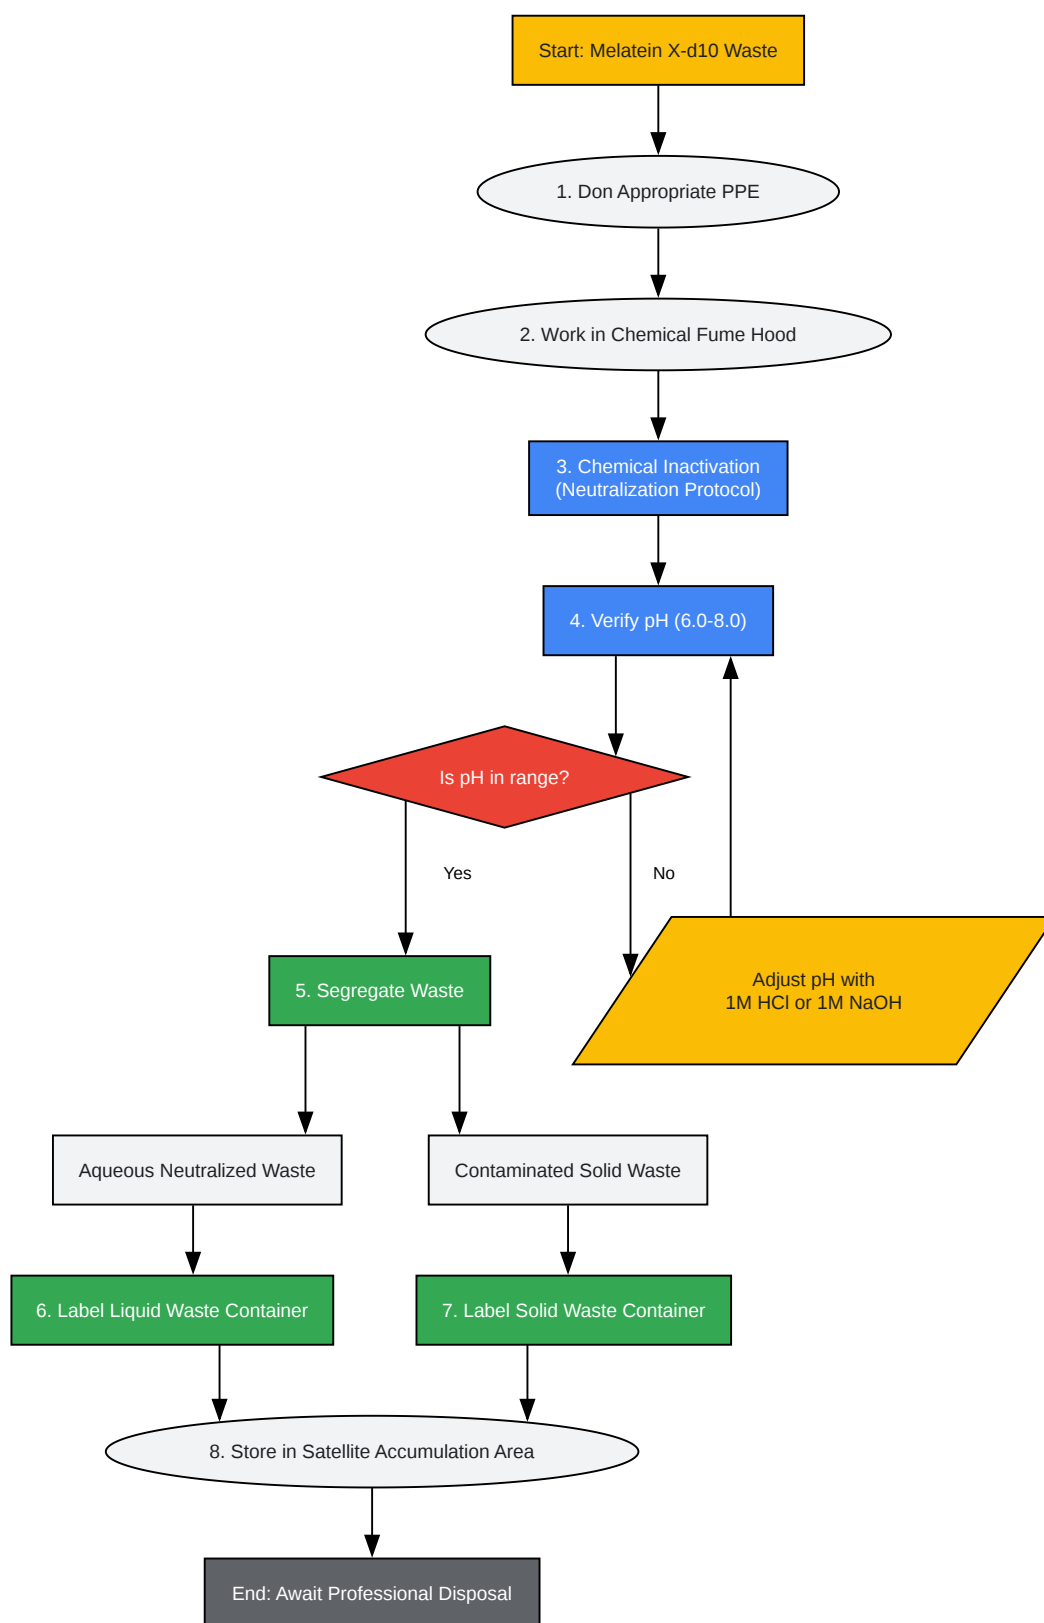 Start: Melatein X-d10 Waste
1. Don Appropriate PPE
2. Work in Chemical Fume Hood
3. Chemical Inactivation
(Neutralization Protocol)
4. Verify pH (6.0-8.0)
Is pH in range?
Yes
No
Adjust pH with
1M HCl or 1M NaOH
5. Segregate Waste
Aqueous Neutralized Waste
Contaminated Solid Waste
6. Label Liquid Waste Container
7. Label Solid Waste Container
8. Store in Satellite Accumulation Area
End: Await Professional Disposal